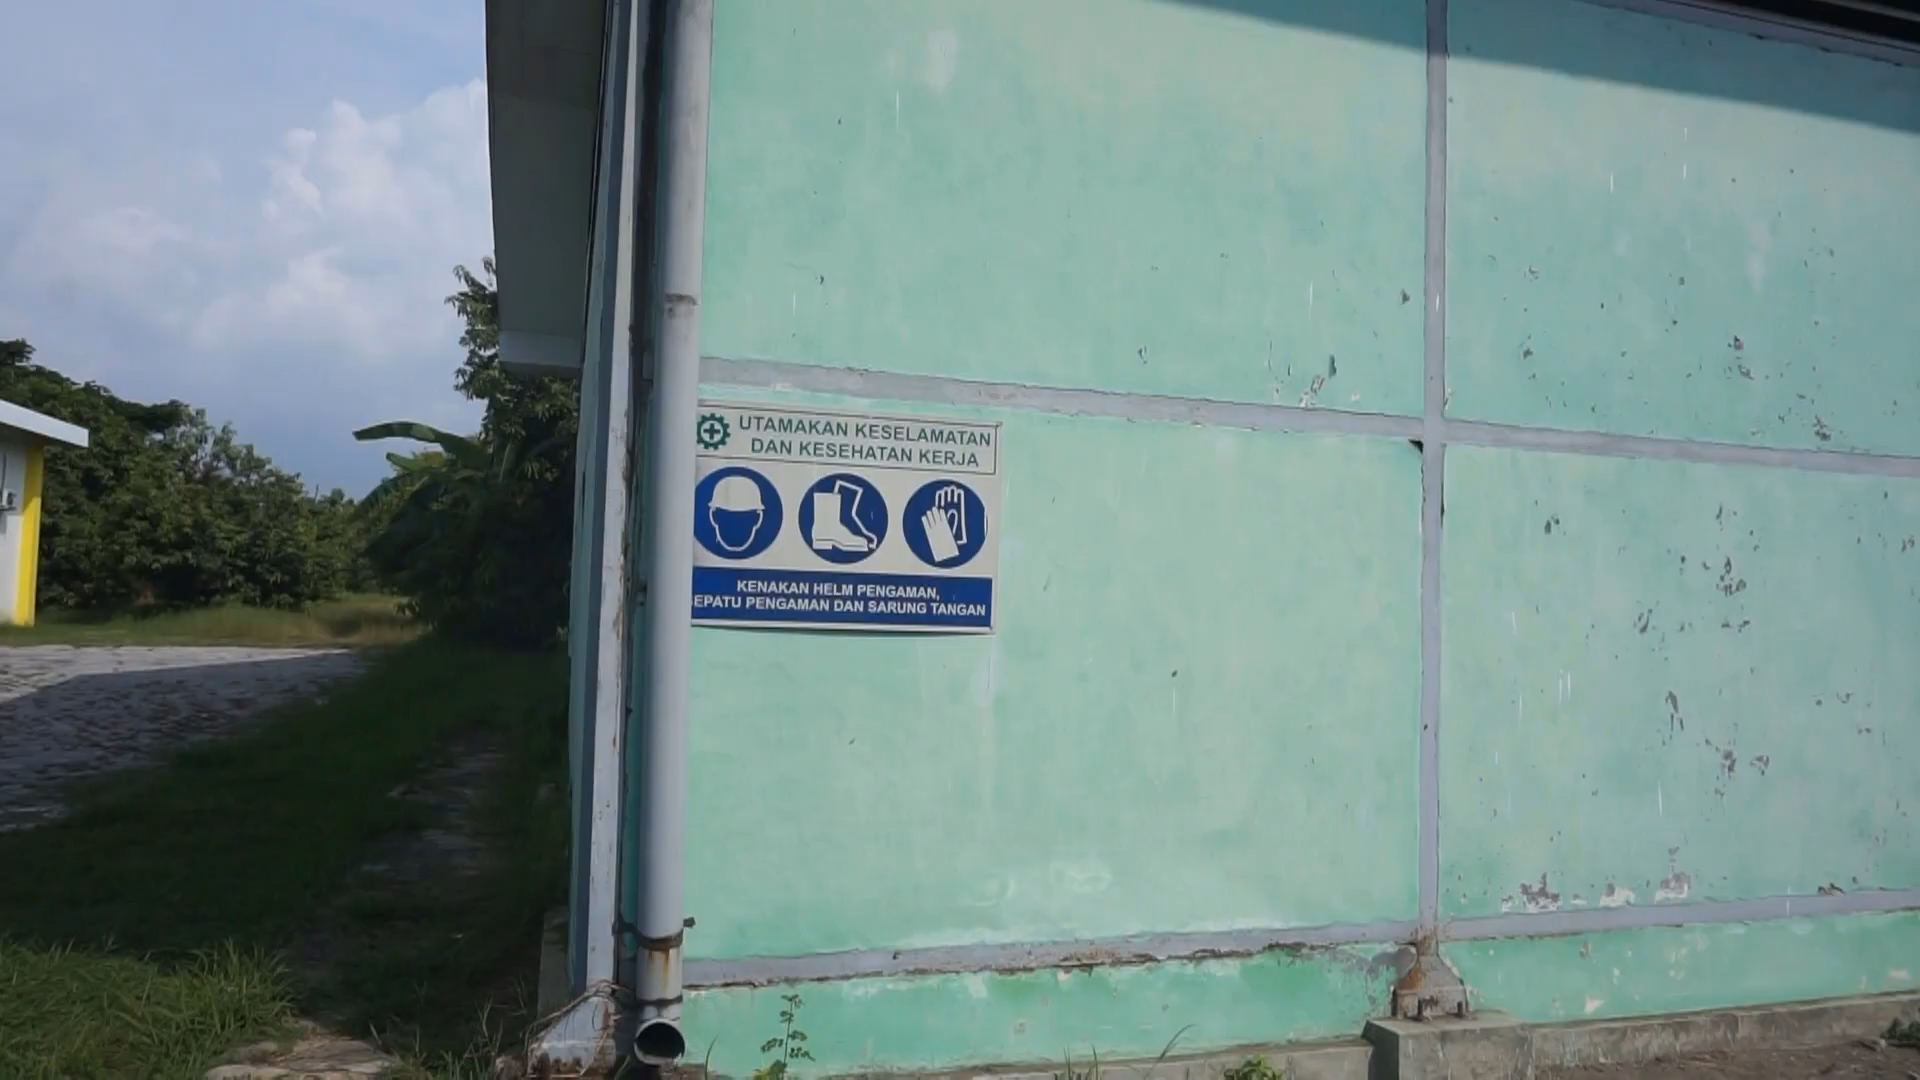 UTAMAKAN KESELAMATAN
DAN KESEHATAN KERJA
KENAKAN HELM PENGAMAN,
EPATU PENGAMAN DAN SARUNG TANGAN